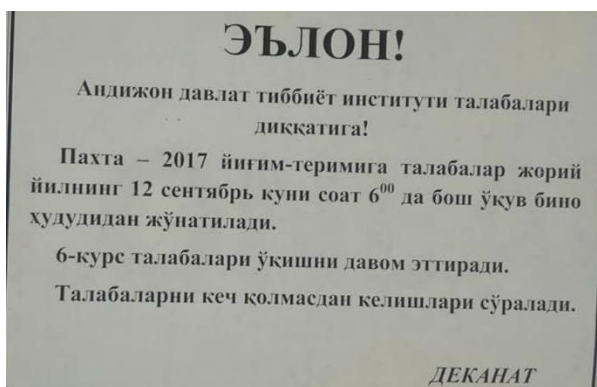 ЭЪЛОН!
Андижон давлат тиббиёт институти талабалари
диққатига!
Пахта – 2017 йиғим-теримига талабалар жорий
йилнинг 12 сентябрь куни соат 6⁰⁰ да бош ўқув бино
ҳудудидан жўнатилади.
6-курс талабалари ўқишни давом эттиради.
Талабаларни кеч қолмасдан келишлари сўралади.
ДЕКАНАТ